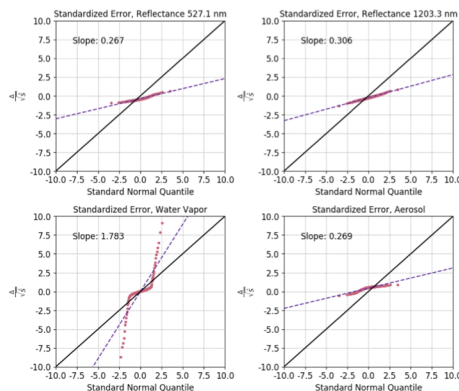 Standardized Error, Reflectance 527.1 nm
10.0
7.5
Slope: 0.267
5.0
2.5
0.0
-2.5
-5.0
-7.5
-10.0
-10.0 -7.5 -5.0 -2.5 0.0 2.5 5.0 7.5 10.0
Standard Normal Quantile
Δ/√S
Standardized Error, Reflectance 1203.3 nm
10.0
7.5
Slope: 0.306
5.0
2.5
0.0
-2.5
-5.0
-7.5
-10.0
-10.0 -7.5 -5.0 -2.5 0.0 2.5 5.0 7.5 10.0
Standard Normal Quantile
Δ/√S
Standardized Error, Water Vapor
10.0
7.5
Slope: 1.783
5.0
2.5
0.0
-2.5
-5.0
-7.5
-10.0
-10.0 -7.5 -5.0 -2.5 0.0 2.5 5.0 7.5 10.0
Standard Normal Quantile
Δ/√S
Standardized Error, Aerosol
10.0
7.5
Slope: 0.269
5.0
2.5
0.0
-2.5
-5.0
-7.5
-10.0
-10.0 -7.5 -5.0 -2.5 0.0 2.5 5.0 7.5 10.0
Standard Normal Quantile
Δ/√S